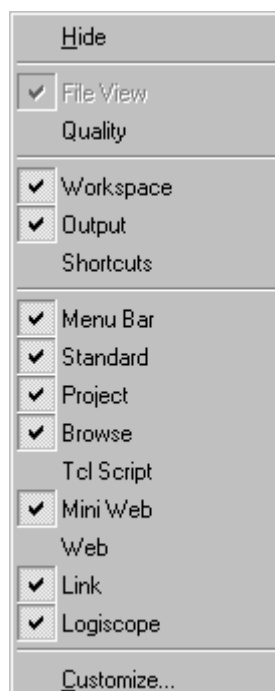 Hide
File View
Quality
Workspace
Output
Shortcuts
Menu Bar
Standard
Project
Browse
Tcl Script
Mini Web
Web
Link
Logiscope
Customize...